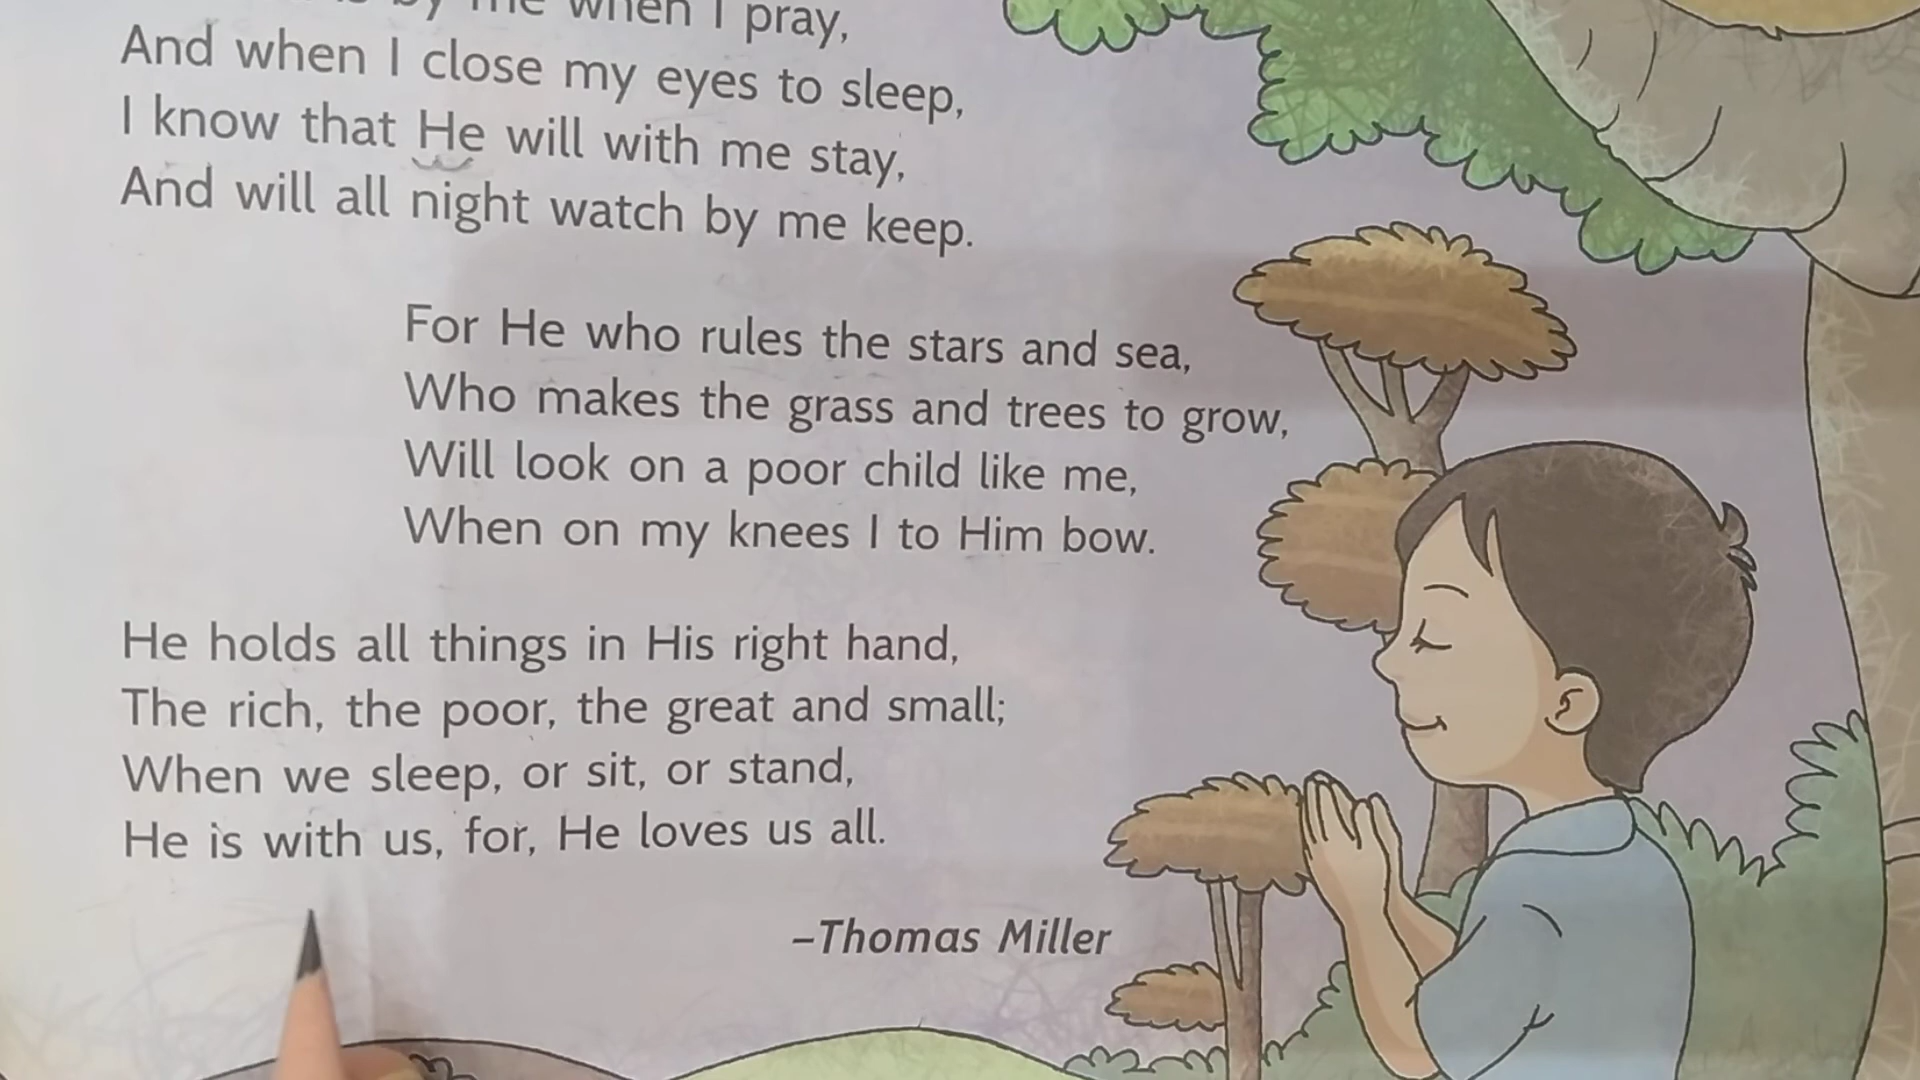 by me when I pray,
And when I close my eyes to sleep,
I know that He will with me stay,
And will all night watch by me keep.
For He who rules the stars and sea,
Who makes the grass and trees to grow,
Will look on a poor child like me,
When on my knees I to Him bow.
He holds all things in His right hand,
The rich, the poor, the great and small;
When we sleep, or sit, or stand,
He is with us, for, He loves us all.
–Thomas Miller